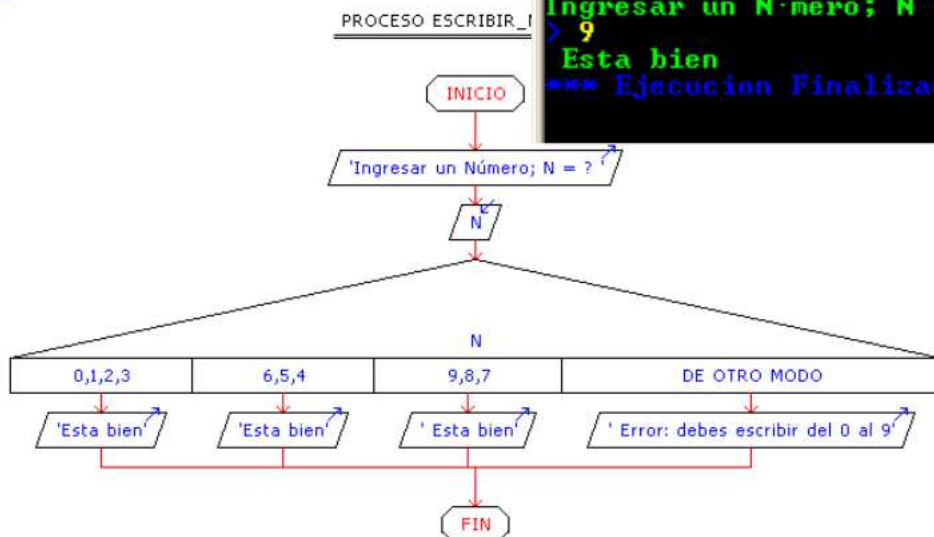 PROCESO ESCRIBIR_
Ingresar un N·mero; N
> 9
Esta bien
*** Ejecucion Finaliza
INICIO
'Ingresar un Número; N = ? '
N
N
0,1,2,3
6,5,4
9,8,7
DE OTRO MODO
'Esta bien'
'Esta bien'
' Esta bien'
' Error: debes escribir del 0 al 9'
FIN